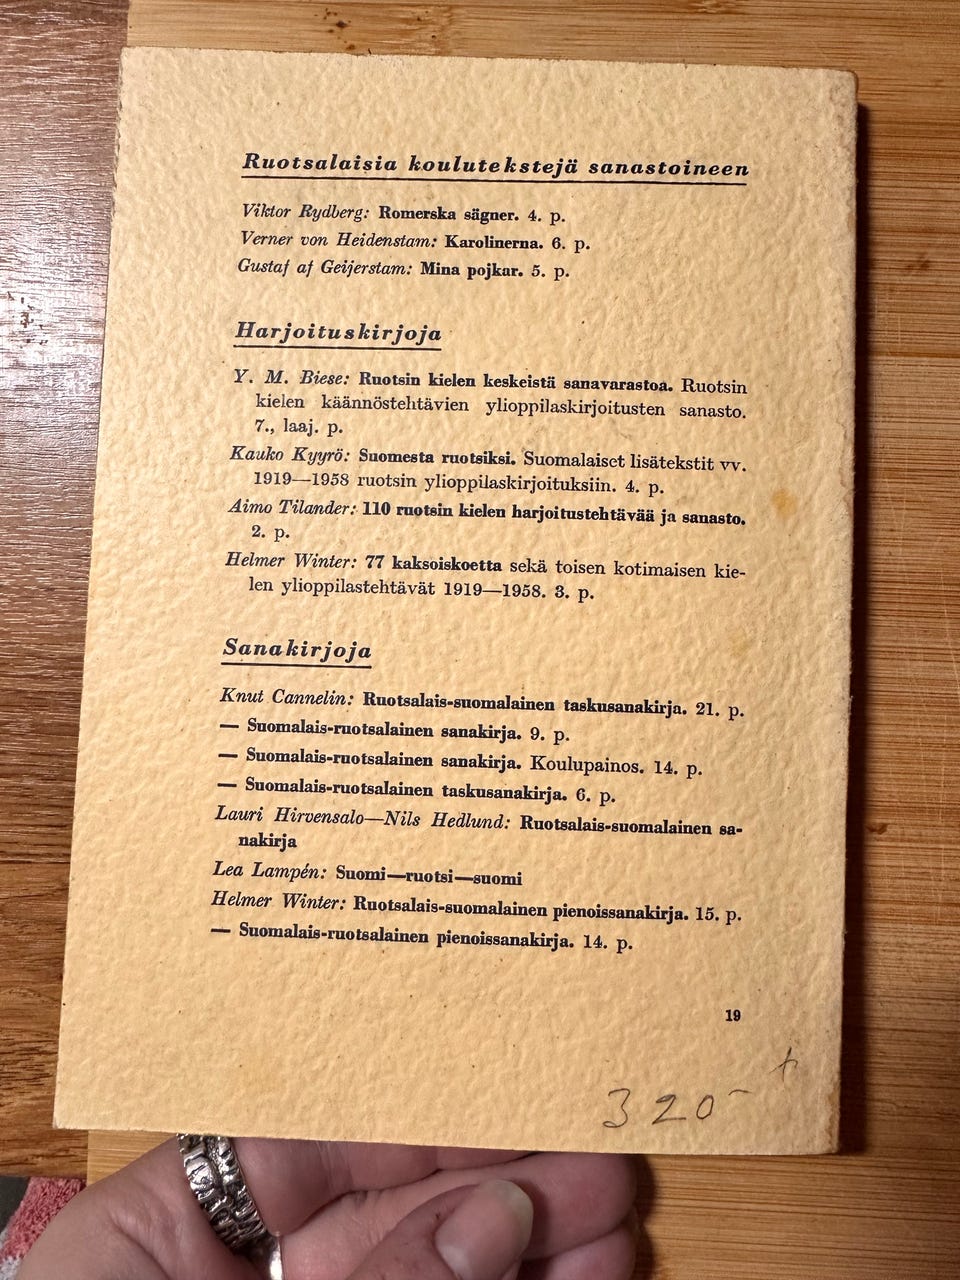 Ruotsalaisia koulutekstejä sanastoineen
Viktor Rydberg: Romerska sägner. 4. p.
Verner von Heidenstam: Karolinerna. 6. p.
Gustaf af Geijerstam: Mina pojkar. 5. p.
Harjoituskirjoja
Y. M. Biese: Ruotsin kielen keskeistä sanavarastoa. Ruotsin
kielen käännöstehtävien ylioppilaskirjoitusten sanasto.
7., laaj. p.
Kauko Kyyrö: Suomesta ruotsiksi. Suomalaiset lisätekstit vv.
1919—1958 ruotsin ylioppilaskirjoituksiin. 4. p.
Aimo Tilander: 110 ruotsin kielen harjoitustehtävää ja sanasto.
2. p.
Helmer Winter: 77 kaksoiskoetta sekä toisen kotimaisen kie-
len ylioppilastehtävät 1919—1958. 3. p.
Sanakirjoja
Knut Cannelin: Ruotsalais-suomalainen taskusanakirja. 21. p.
— Suomalais-ruotsalainen sanakirja. 9. p.
— Suomalais-ruotsalainen sanakirja. Koulupainos. 14. p.
— Suomalais-ruotsalainen taskusanakirja. 6. p.
Lauri Hirvensalo—Nils Hedlund: Ruotsalais-suomalainen sa-
nakirja
Lea Lampén: Suomi—ruotsi—suomi
Helmer Winter: Ruotsalais-suomalainen pienoissanakirja. 15. p.
— Suomalais-ruotsalainen pienoissanakirja. 14. p.
19
320-